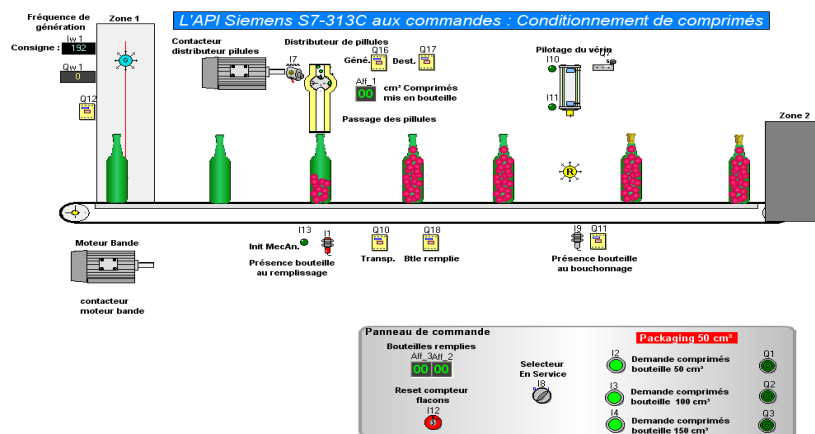 L'API Siemens S7-313C aux commandes : Conditionnement de comprimés
Fréquence de
génération
Zone 1
Iw 1
Consigne : 192
Qw 1
0
Q12
Contacteur
distributeur pilules
I7
Distributeur de pillules
Q16
Géné.
Q17
Dest.
Aff_1
00
cm³ Comprimés
mis en bouteille
Passage des pillules
Pilotage du vérin
Q7
I10
I11
G
R
Zone 2
Moteur Bande
contacteur
moteur bande
I13
Init MecAn.
I1
Présence bouteille
au remplissage
Q10
Transp.
Q18
Btle remplie
I9
Q11
Présence bouteille
au bouchonnage
Panneau de commande
Bouteilles remplies
Aff_3 Aff_2
00 00
Reset compteur
flacons
I12
Selecteur
En Service
I8
Packaging 50 cm³
I2
Demande comprimés
bouteille 50 cm³
Q1
I3
Demande comprimés
bouteille 100 cm³
Q2
I4
Demande comprimés
bouteille 150 cm³
Q3